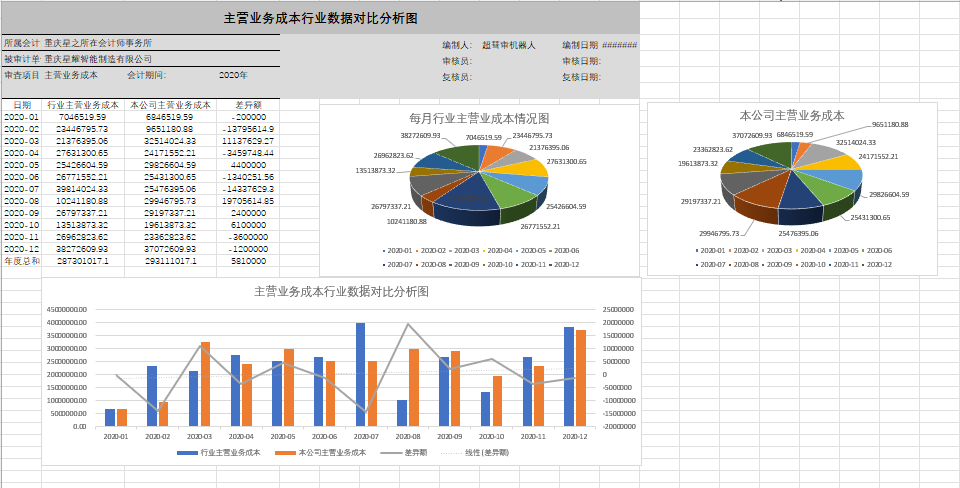 主营业务成本行业数据对比分析图
所属会计 重庆星之所在会计师事务所
编制人: 超弩审机器人 编制日期 #######
被审计单 重庆星耀智能制造有限公司
审核员: 审核日期:
审查项目 主营业务成本 会计期间: 2020年
复核员: 复核日期:
日期 行业主营业务成本 本公司主营业务成本 差异额
2020-01 7046519.59 6846519.59 -200000
2020-02 23446795.73 9651180.88 -13795614.9
2020-03 21376395.06 32514024.33 11137629.27
2020-04 27631300.65 24171552.21 -3459748.44
2020-05 25426604.59 29826604.59 4400000
2020-06 26771552.21 25431300.65 -1340251.56
2020-07 39814024.33 25476395.06 -14337629.3
2020-08 10241180.88 29946795.73 19705614.85
2020-09 26797337.21 29197337.21 2400000
2020-10 13513873.32 19613873.32 6100000
2020-11 26962823.62 23362823.62 -3600000
2020-12 38272609.93 37072609.93 -1200000
年度总和 287301017.1 293111017.1 5810000
每月行业主营业成本情况图
38272609.93 7046519.59 23446795.73
21376395.06
26962823.62 27631300.65
13513873.32
26797337.21 25426604.59
10241180.88
26771552.21
2020-01 2020-02 2020-03 2020-04 2020-05 2020-06
2020-07 2020-08 2020-09 2020-10 2020-11 2020-12
本公司主营业务成本
37072609.93 6846519.59 9651180.88
32514024.33
23362823.62 24171552.21
19613873.32
29826604.59
29197337.21
25431300.65
29946795.73 25476395.06
2020-01 2020-02 2020-03 2020-04 2020-05 2020-06
2020-07 2020-08 2020-09 2020-10 2020-11 2020-12
主营业务成本行业数据对比分析图
45000000.00 25000000
40000000.00 20000000
35000000.00 15000000
30000000.00 10000000
25000000.00 5000000
20000000.00 0
15000000.00 -5000000
10000000.00 -10000000
5000000.00 -15000000
0.00 -20000000
2020-01 2020-02 2020-03 2020-04 2020-05 2020-06 2020-07 2020-08 2020-09 2020-10 2020-11 2020-12
行业主营业务成本 本公司主营业务成本 差异额 线性 (差异额)